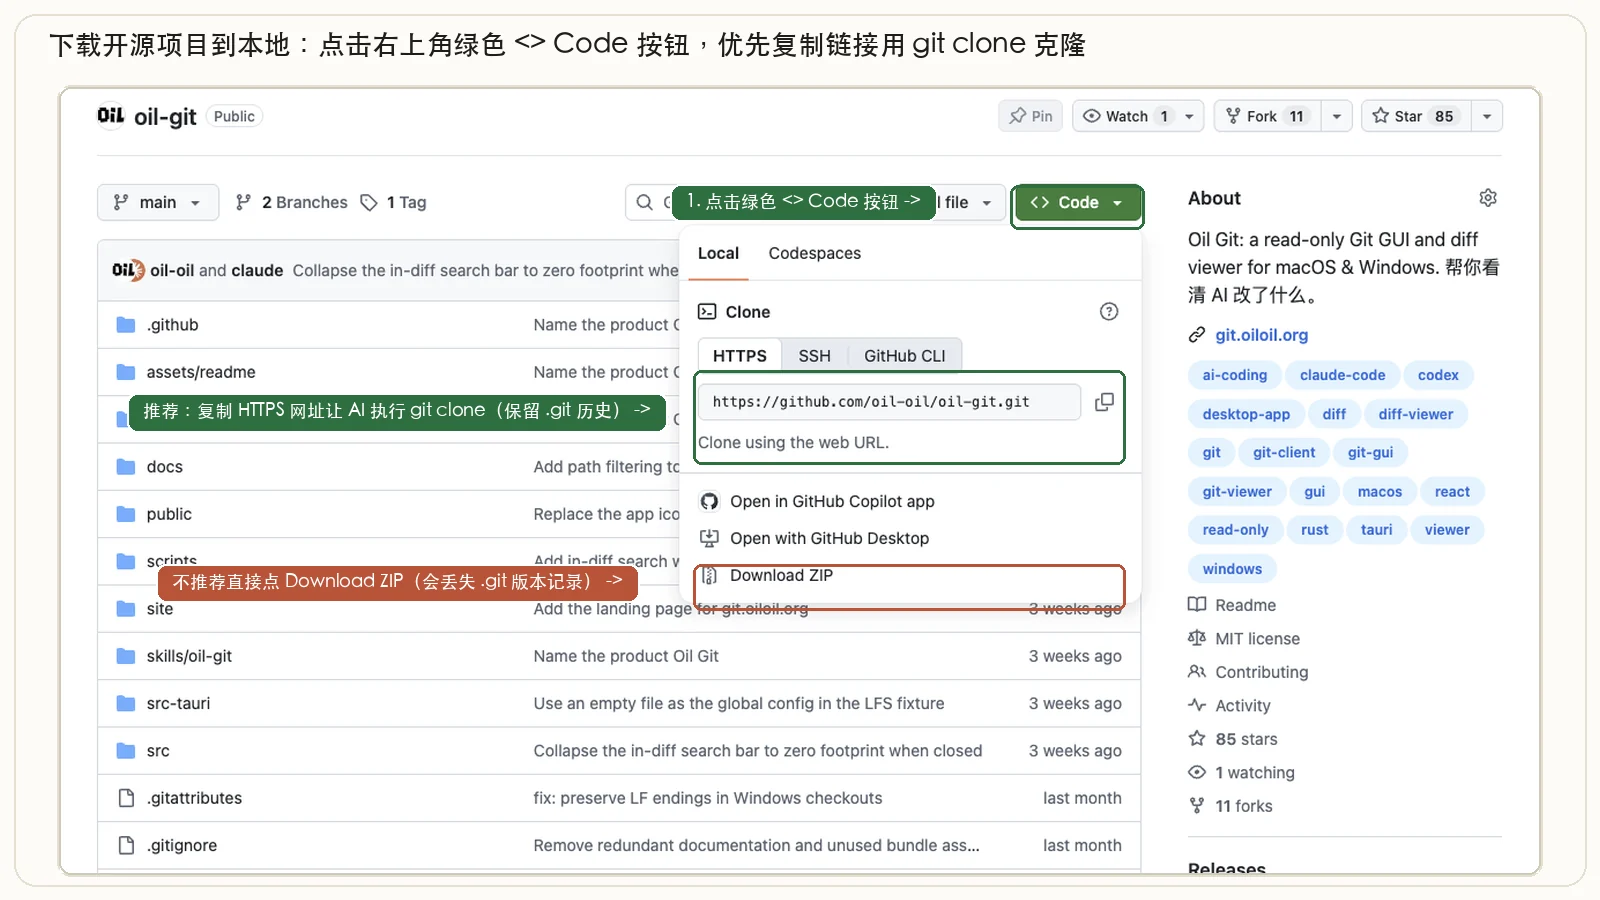 下载开源项目到本地：点击右上角绿色 <> Code 按钮，优先复制链接用 git clone 克隆
OiL oil-git Public
Pin Watch 1 Fork 11 Star 85
main 2 Branches 1 Tag
1. 点击绿色 <> Code 按钮 ->
file
<> Code
OiL oil-oil and claude Collapse the in-diff search bar to zero footprint whe
.github Name the product
assets/readme Name the product
推荐：复制 HTTPS 网址让 AI 执行 git clone（保留 .git 历史） ->
docs Add path filtering to
public Replace the app ico
scripts Add in-diff search
不推荐直接点 Download ZIP（会丢失 .git 版本记录） ->
site Add the landing page for git.oiloil.org 3 weeks ago
skills/oil-git Name the product Oil Git 3 weeks ago
src-tauri Use an empty file as the global config in the LFS fixture 3 weeks ago
src Collapse the in-diff search bar to zero footprint when closed 3 weeks ago
.gitattributes fix: preserve LF endings in Windows checkouts last month
.gitignore Remove redundant documentation and unused bundle ass... last month
Local Codespaces
Clone
HTTPS SSH GitHub CLI
https://github.com/oil-oil/oil-git.git
Clone using the web URL.
Open in GitHub Copilot app
Open with GitHub Desktop
Download ZIP
About
Oil Git: a read-only Git GUI and diff
viewer for macOS & Windows. 帮你看
清 AI 改了什么。
git.oiloil.org
ai-coding claude-code codex
desktop-app diff diff-viewer
git git-client git-gui
git-viewer gui macos react
read-only rust tauri viewer
windows
Readme
MIT license
Contributing
Activity
85 stars
1 watching
11 forks
Releases